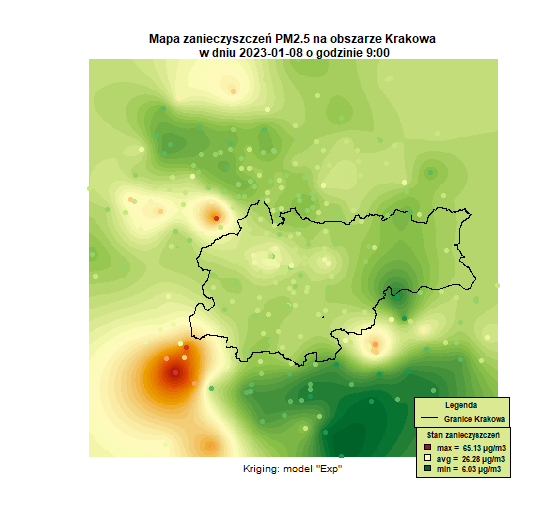 Mapa zanieczyszczeń PM2.5 na obszarze Krakowa
w dniu 2023-01-08 o godzinie 9:00
Legenda
Granice Krakowa
Stan zanieczyszczeń
max = 65.13 µg/m3
avg = 26.28 µg/m3
min = 6.03 µg/m3
Kriging: model "Exp"